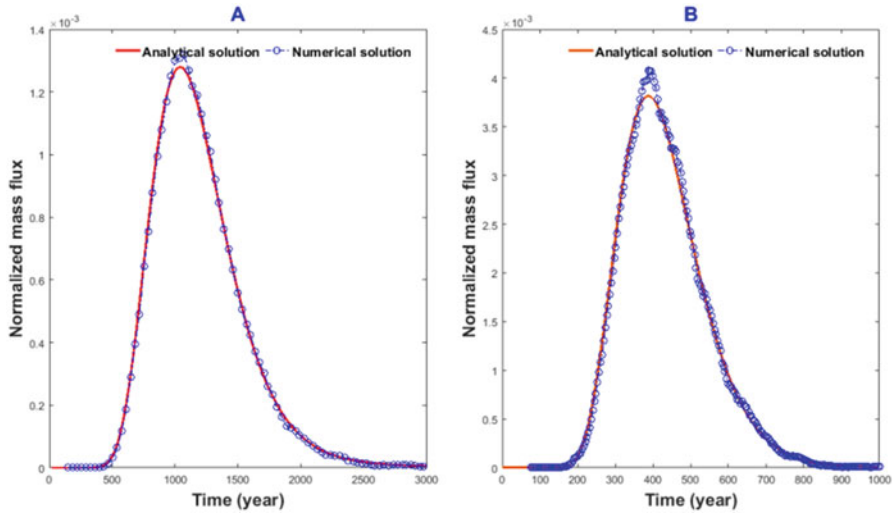 A
×10⁻³
1.4
1.2
1
0.8
0.6
0.4
0.2
0
Normalized mass flux
Analytical solution
Numerical solution
0 500 1000 1500 2000 2500 3000
Time (year)
B
×10⁻³
4.5
4
3.5
3
2.5
2
1.5
1
0.5
0
Normalized mass flux
Analytical solution
Numerical solution
0 100 200 300 400 500 600 700 800 900 1000
Time (year)